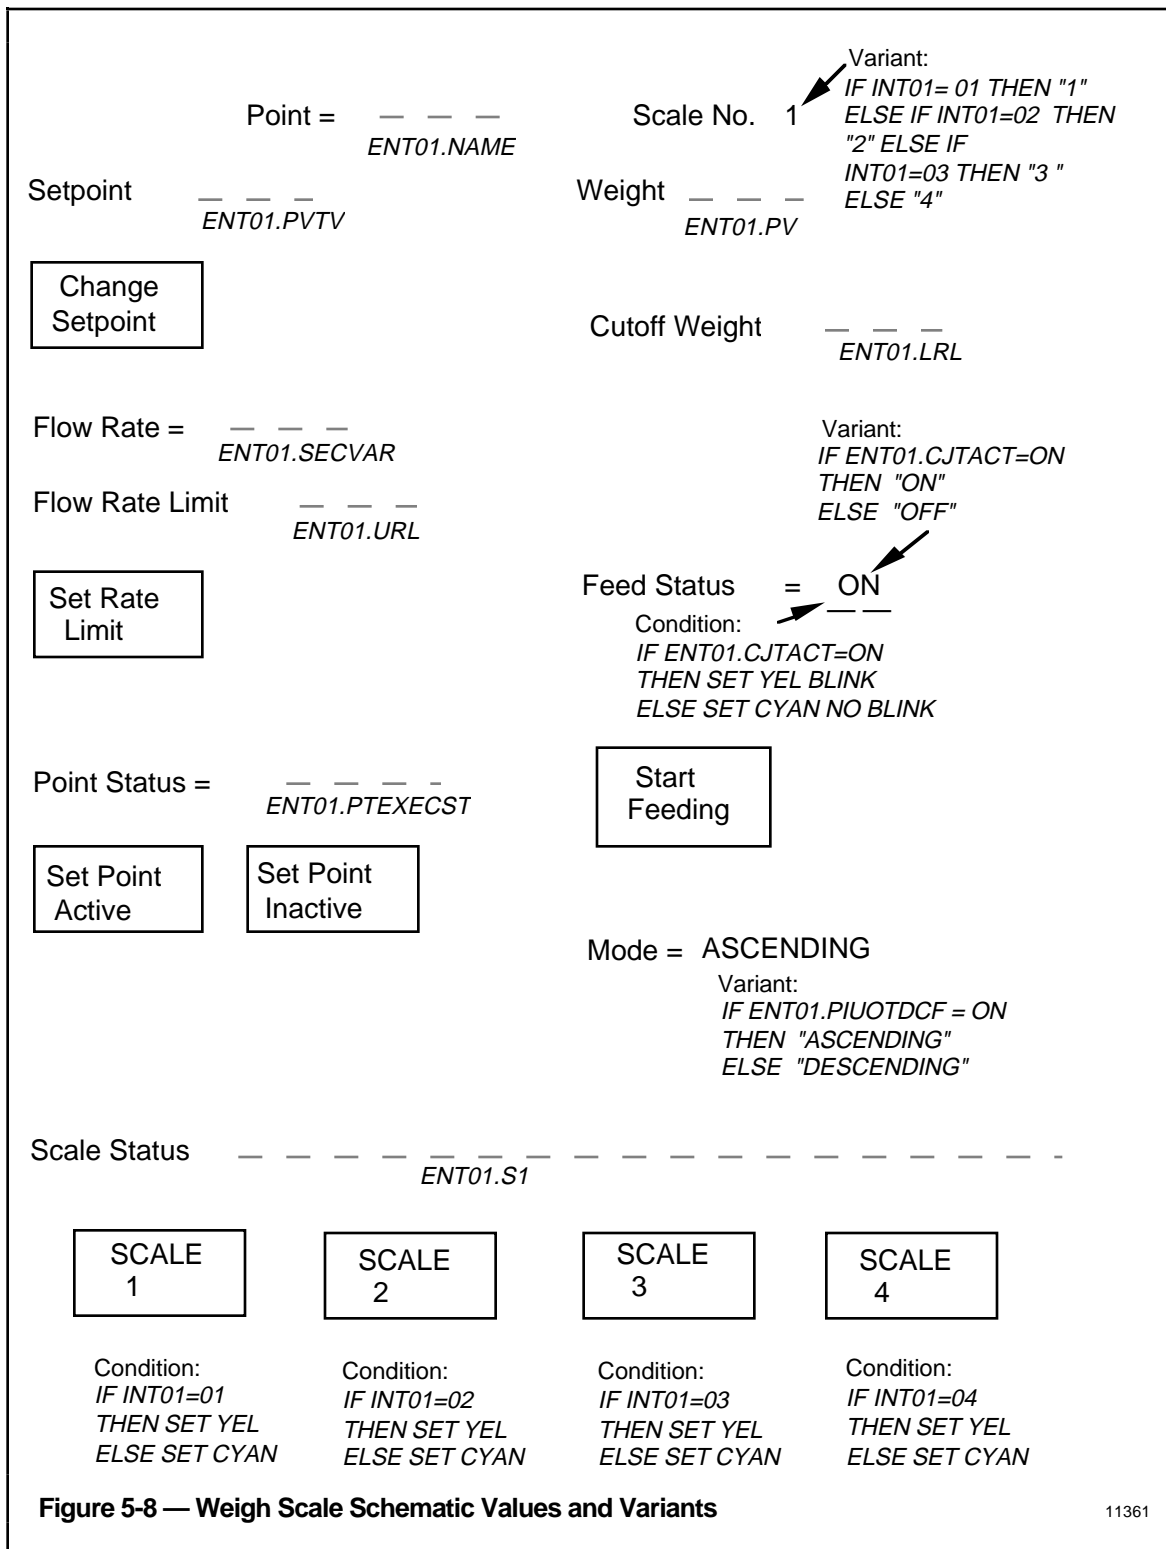 Variant:
IF INT01= 01 THEN "1"
Point =
Scale No. 1
ELSE IF INT01=02 THEN
ENT01.NAME
"2" ELSE IF
INT01=03 THEN "3 "
ELSE "4"
Setpoint
ENT01.PVTV
Weight
ENT01.PV
Change
Setpoint
Cutoff Weight
ENT01.LRL
Flow Rate =
ENT01.SECVAR
Variant:
IF ENT01.CJTACT=ON
THEN "ON"
ELSE "OFF"
Flow Rate Limit
ENT01.URL
Set Rate
Limit
Feed Status = ON
Condition:
IF ENT01.CJTACT=ON
THEN SET YEL BLINK
ELSE SET CYAN NO BLINK
Point Status =
ENT01.PTEXECST
Start
Feeding
Set Point
Active
Set Point
Inactive
Mode = ASCENDING
Variant:
IF ENT01.PIUOTDCF = ON
THEN "ASCENDING"
ELSE "DESCENDING"
Scale Status
ENT01.S1
SCALE
1
SCALE
2
SCALE
3
SCALE
4
Condition:
IF INT01=01
THEN SET YEL
ELSE SET CYAN
Condition:
IF INT01=02
THEN SET YEL
ELSE SET CYAN
Condition:
IF INT01=03
THEN SET YEL
ELSE SET CYAN
Condition:
IF INT01=04
THEN SET YEL
ELSE SET CYAN
Figure 5-8 — Weigh Scale Schematic Values and Variants
11361